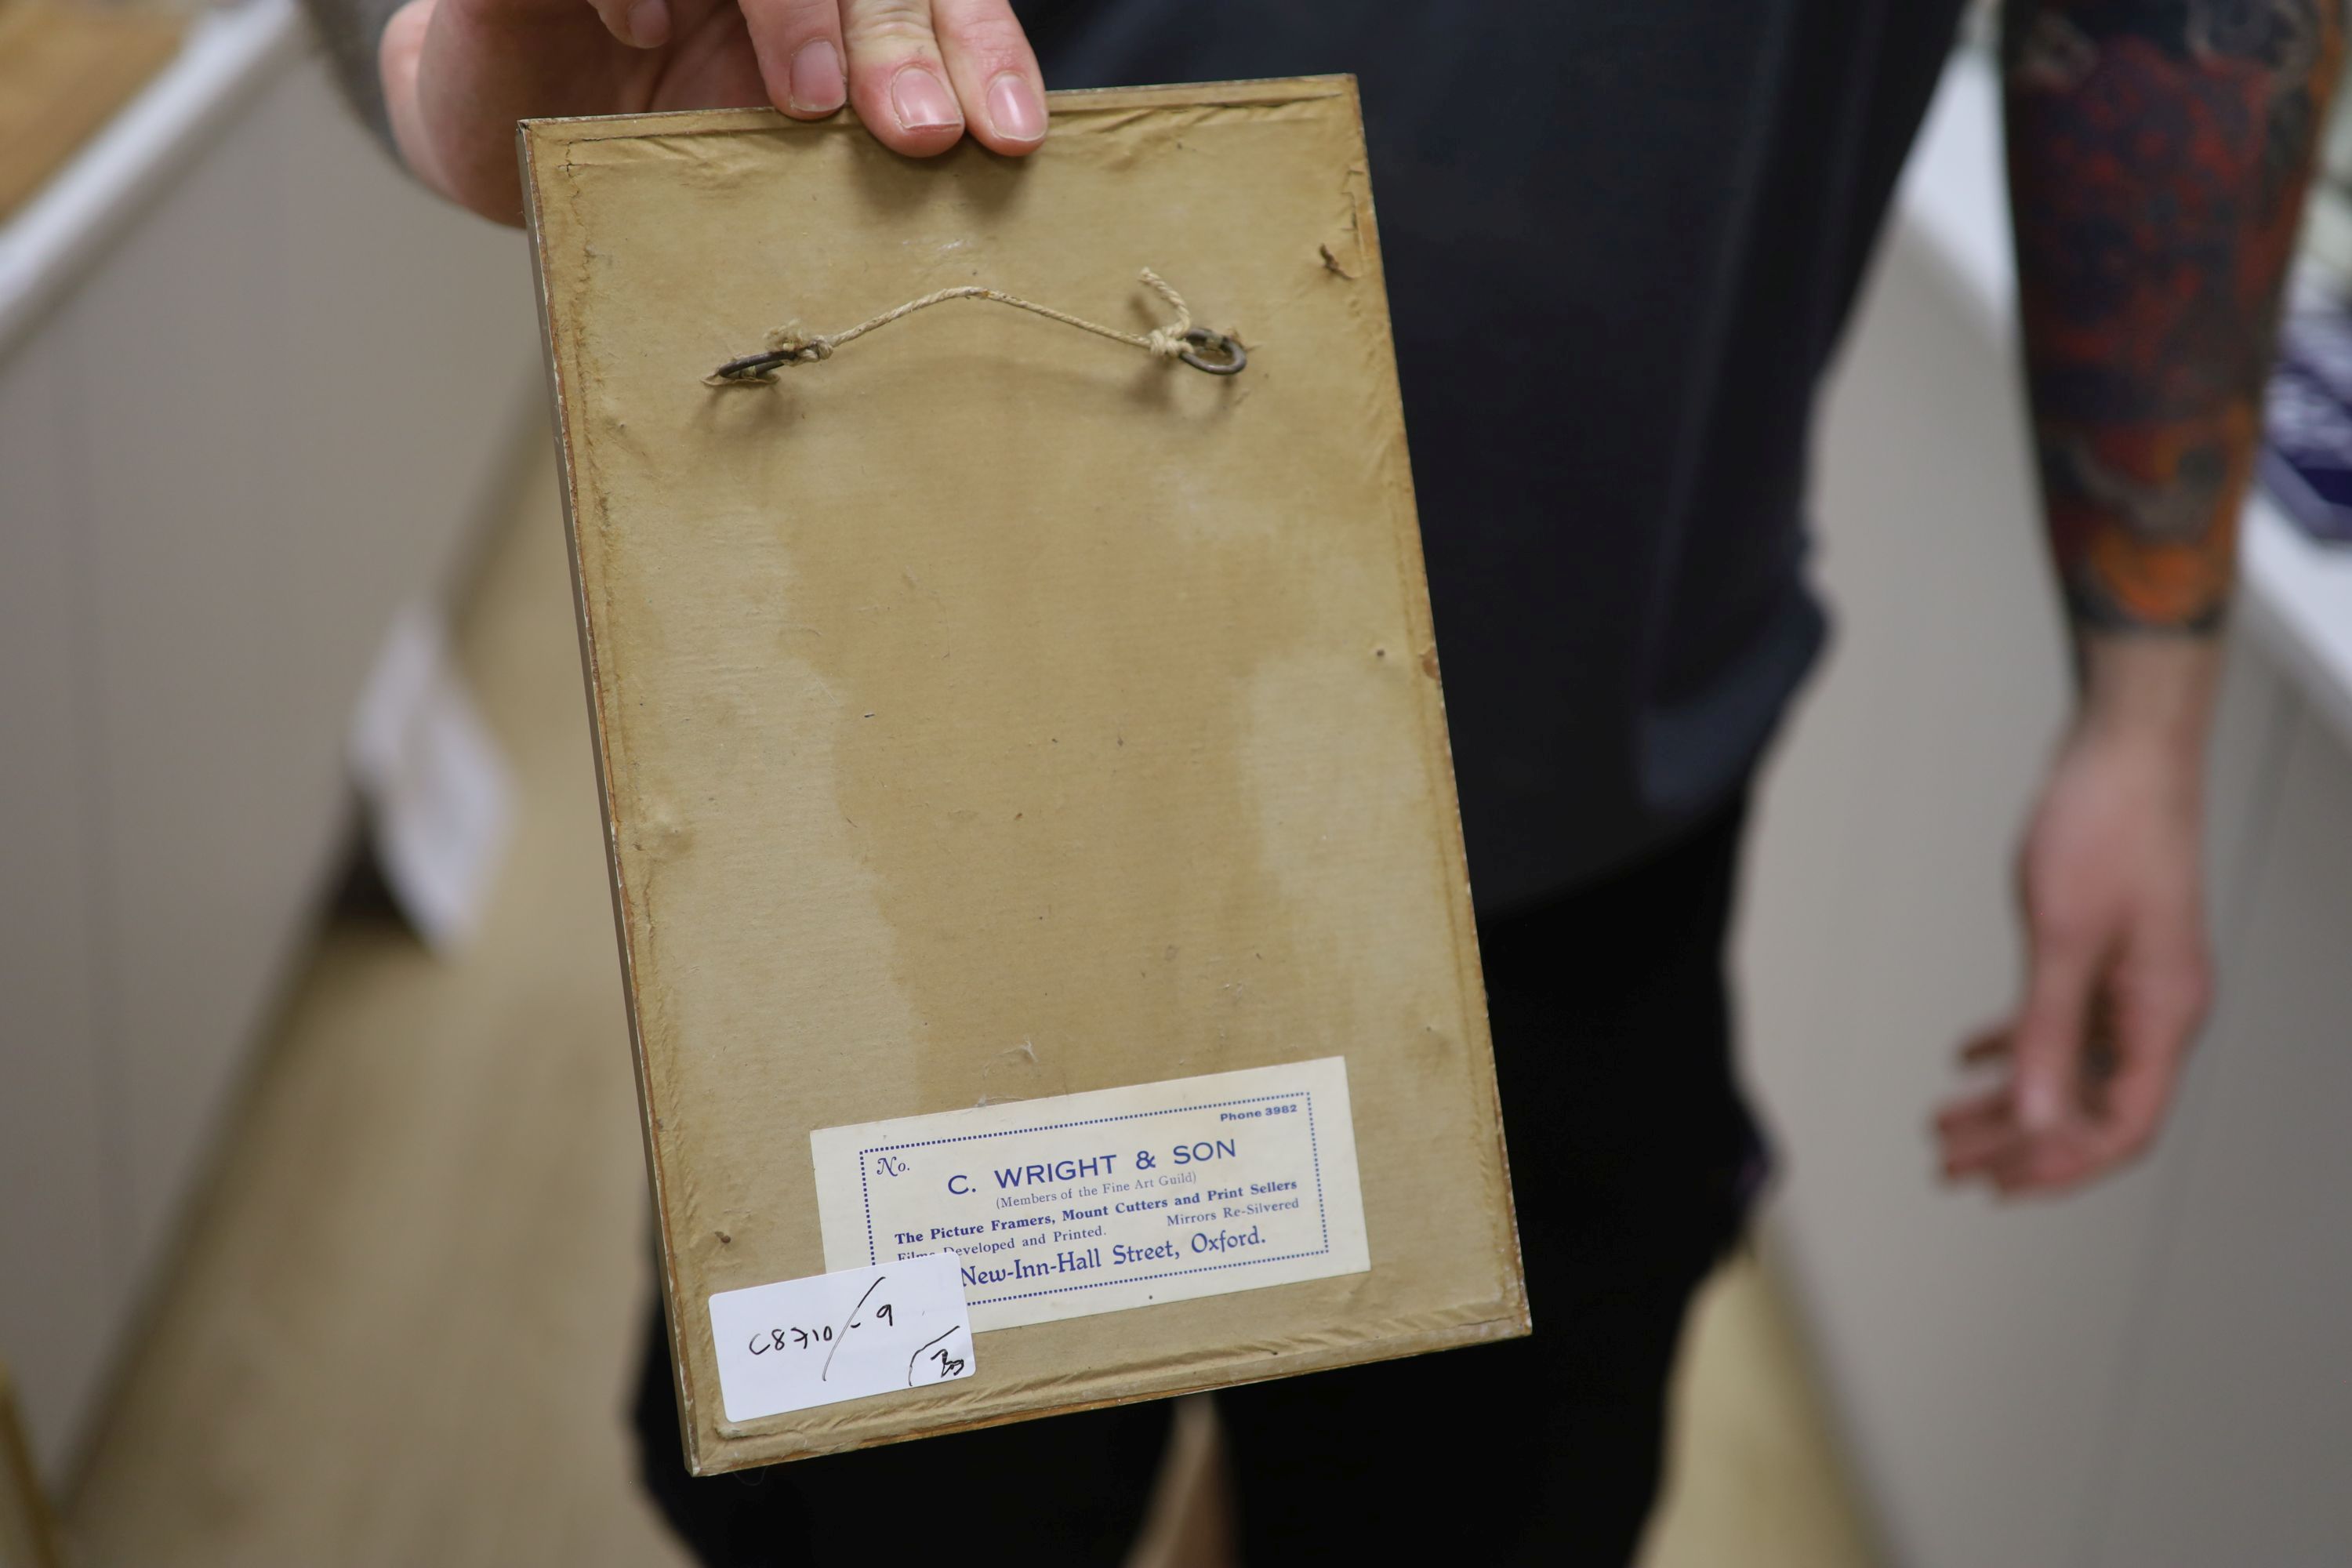 Phone 3982
No.
C. WRIGHT & SON
(Members of the Fine Art Guild)
The Picture Framers, Mount Cutters and Print Sellers
Films Developed and Printed. Mirrors Re-Silvered
New-Inn-Hall Street, Oxford.
C8710/-9